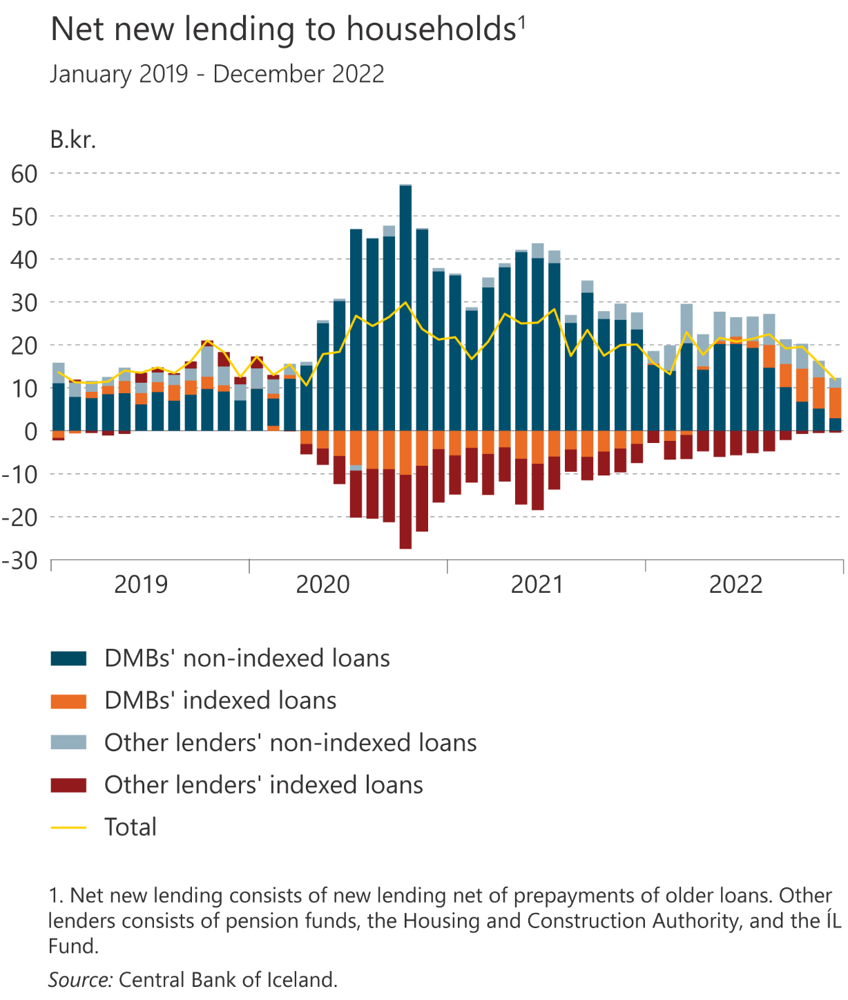 Net new lending to households¹
January 2019 - December 2022
B.kr.
60
50
40
30
20
10
0
-10
-20
-30
2019 2020 2021 2022
DMBs' non-indexed loans
DMBs' indexed loans
Other lenders' non-indexed loans
Other lenders' indexed loans
Total
1. Net new lending consists of new lending net of prepayments of older loans. Other
lenders consists of pension funds, the Housing and Construction Authority, and the ÍL
Fund.
Source: Central Bank of Iceland.